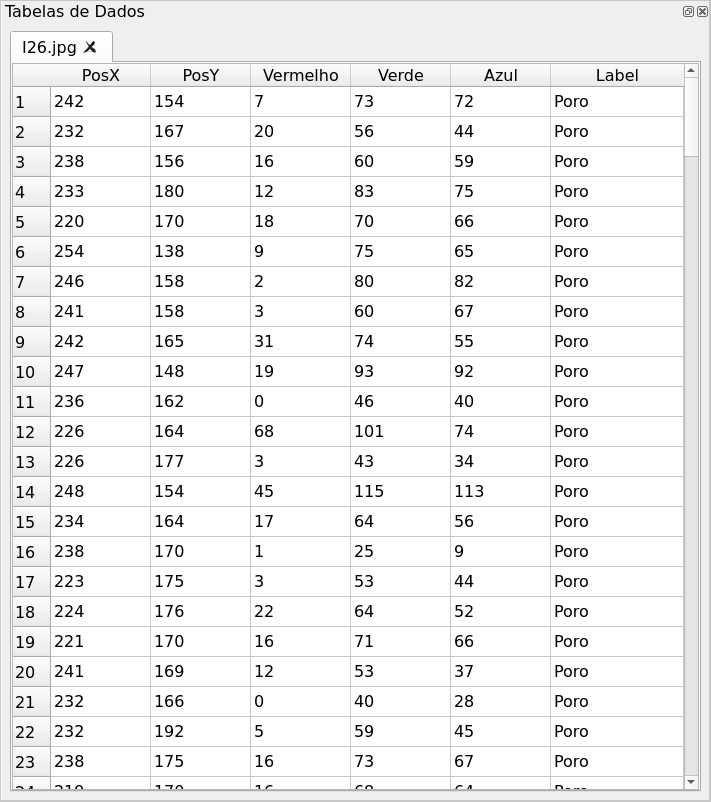 Tabelas de Dados
l26.jpg
PosX PosY Vermelho Verde Azul Label
1 242 154 7 73 72 Poro
2 232 167 20 56 44 Poro
3 238 156 16 60 59 Poro
4 233 180 12 83 75 Poro
5 220 170 18 70 66 Poro
6 254 138 9 75 65 Poro
7 246 158 2 80 82 Poro
8 241 158 3 60 67 Poro
9 242 165 31 74 55 Poro
10 247 148 19 93 92 Poro
11 236 162 0 46 40 Poro
12 226 164 68 101 74 Poro
13 226 177 3 43 34 Poro
14 248 154 45 115 113 Poro
15 234 164 17 64 56 Poro
16 238 170 1 25 9 Poro
17 223 175 3 53 44 Poro
18 224 176 22 64 52 Poro
19 221 170 16 71 66 Poro
20 241 169 12 53 37 Poro
21 232 166 0 40 28 Poro
22 232 192 5 59 45 Poro
23 238 175 16 73 67 Poro